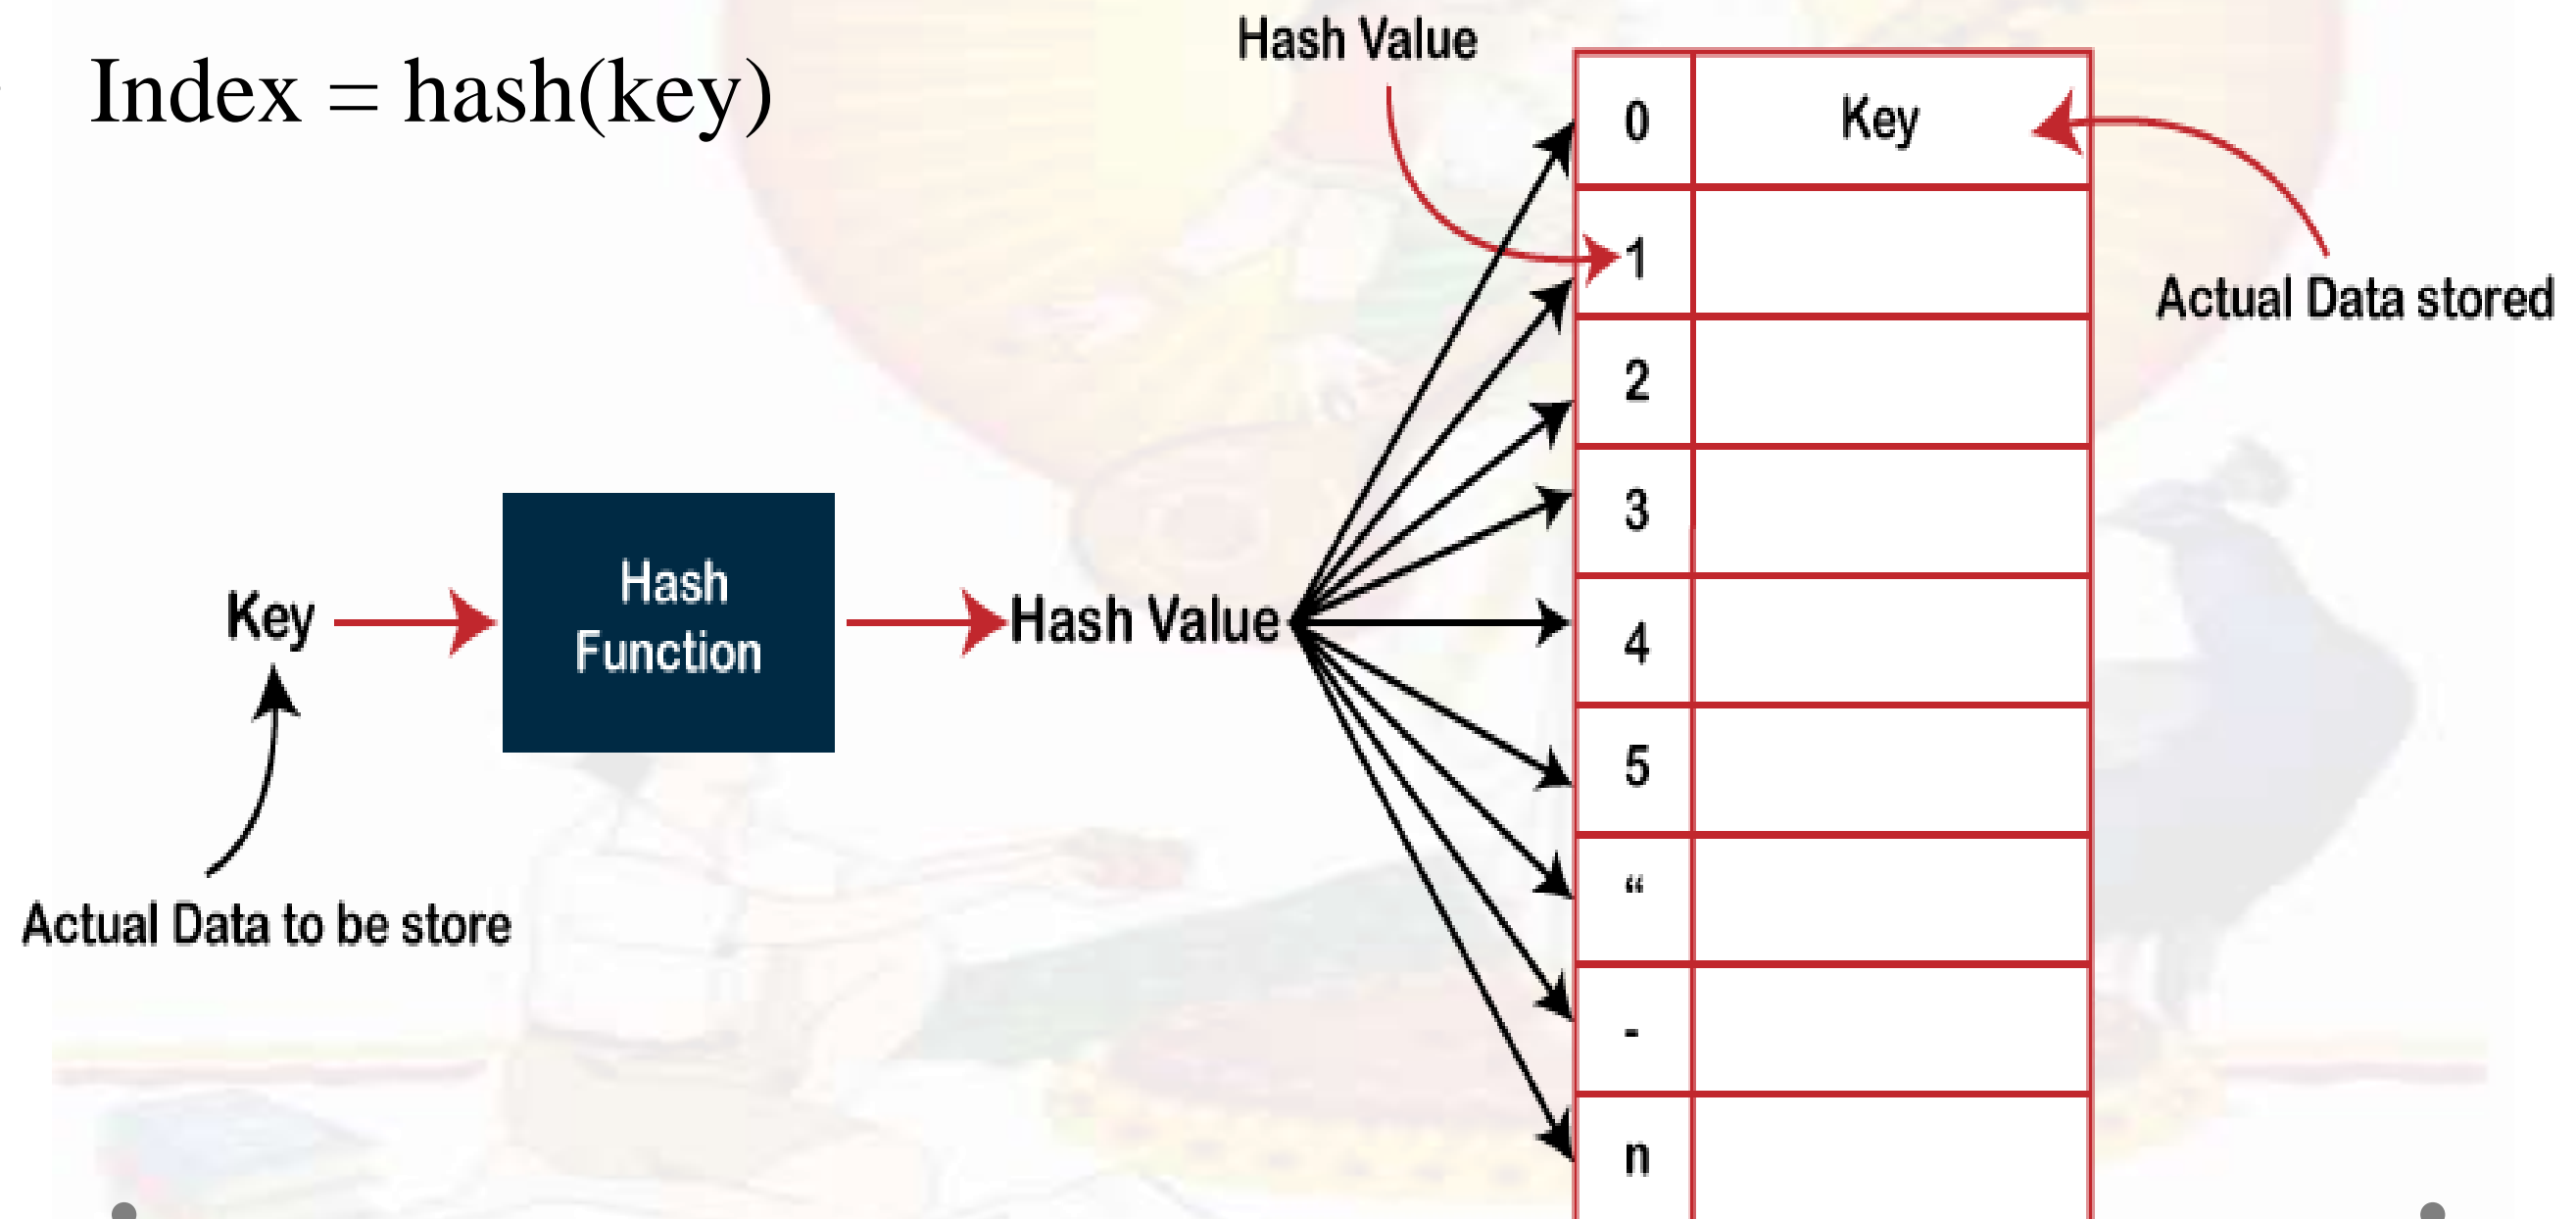 Index = hash(key)
Hash Value
0 Key
1
2
3
4
5
“
-
n
Actual Data stored
Key
Hash
Function
Hash Value
Actual Data to be store